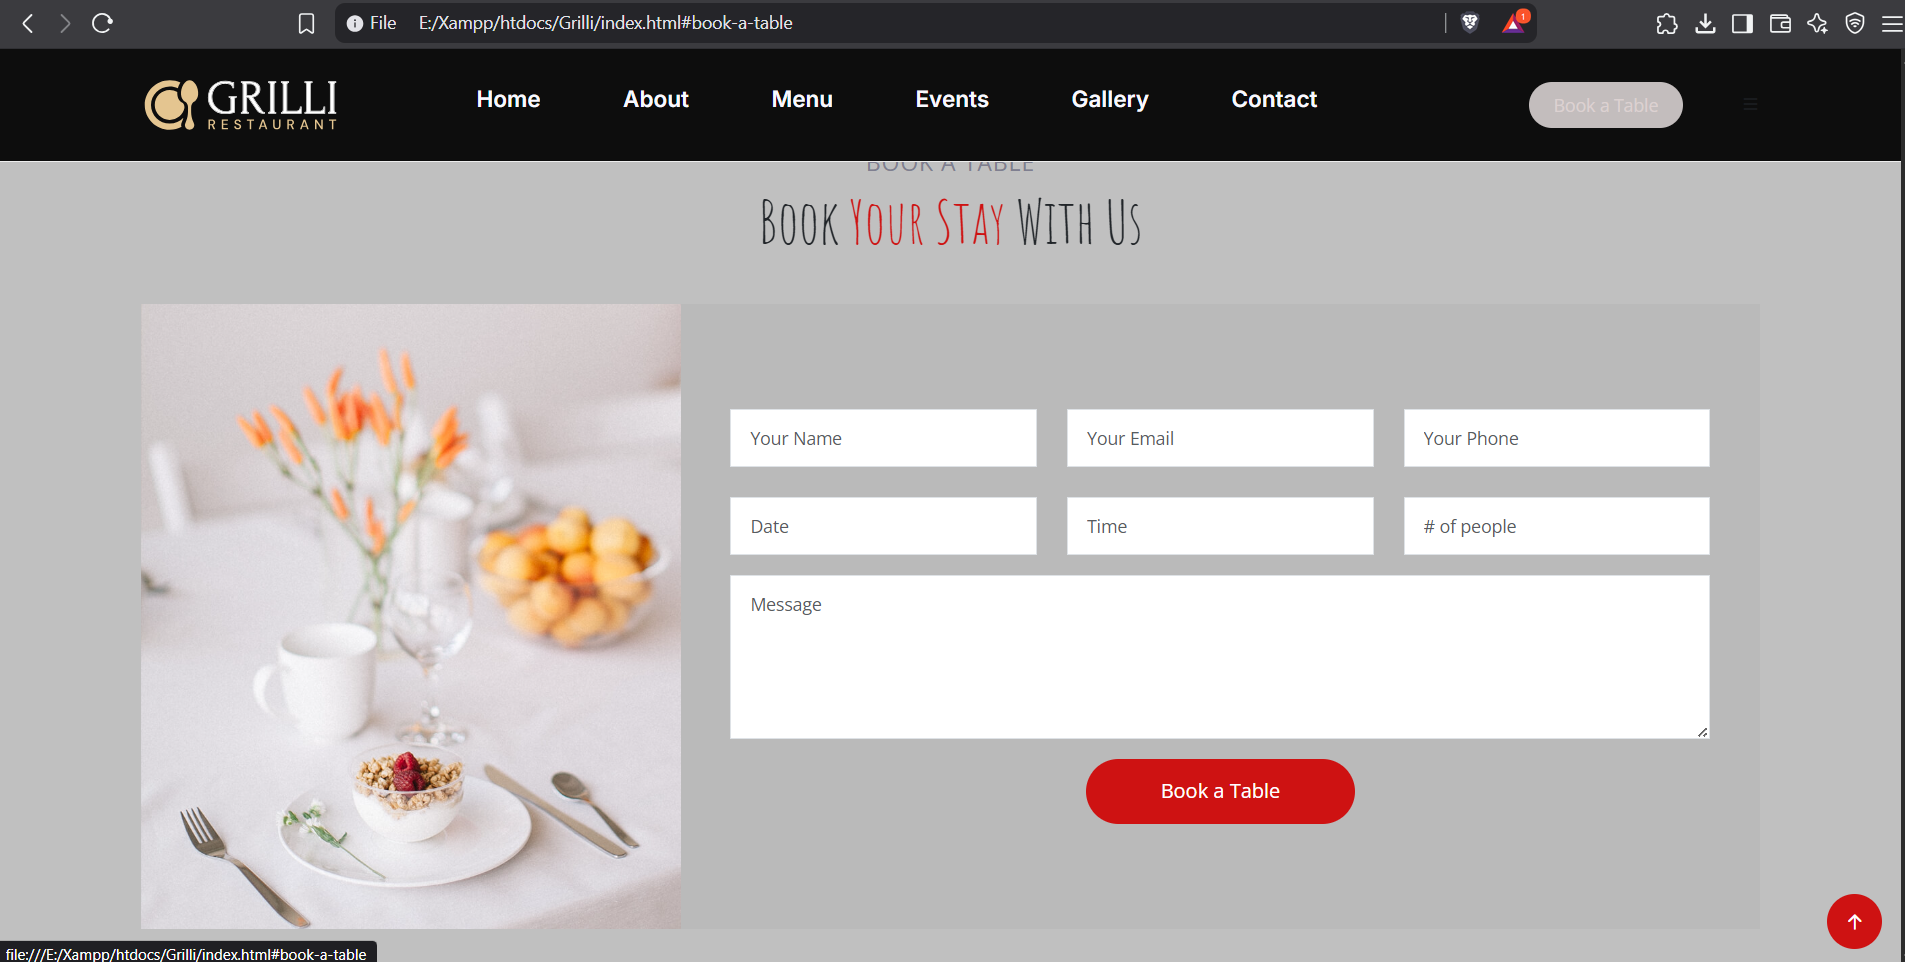 File E:/Xampp/htdocs/Grilli/index.html#book-a-table
1
GRILLI
RESTAURANT
Home About Menu Events Gallery Contact
Book a Table
BOOK A TABLE
Book Your Stay With Us
Your Name Your Email Your Phone
Date Time # of people
Message
Book a Table
file:///E:/Xampp/htdocs/Grilli/index.html#book-a-table